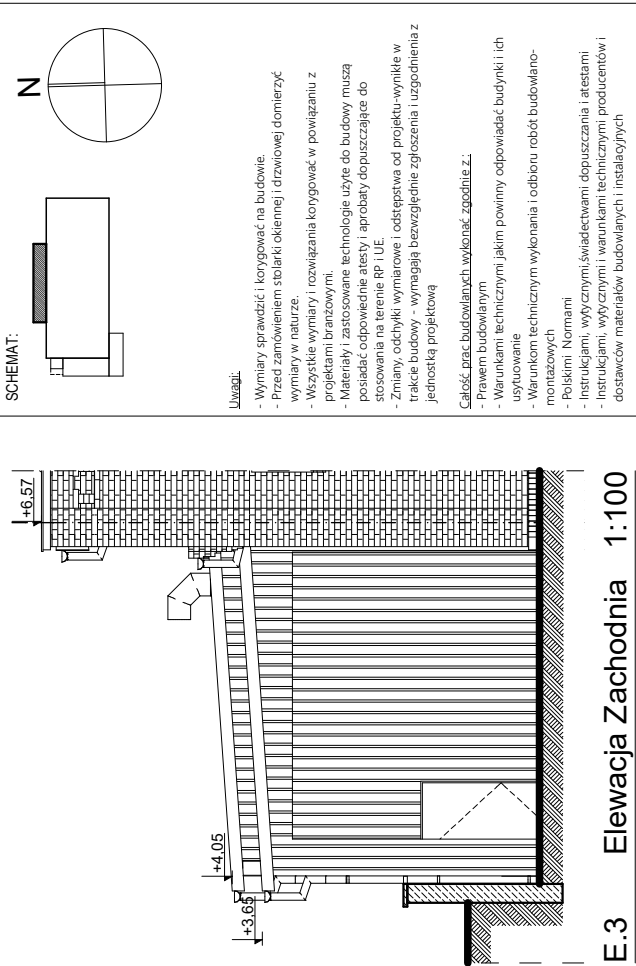 SCHEMAT:
N
Uwagi:
- Wymiary sprawdzić i korygować na budowie.
- Przed zamówieniem stolarki okiennej i drzwiowej domierzyć
wymiary w naturze.
- Wszystkie wymiary i rozwiązania korygować w powiązaniu z
projektami branżowymi.
- Materiały i zastosowane technologie użyte do budowy muszą
posiadać odpowiednie atesty i aprobaty dopuszczające do
stosowania na terenie RP i UE.
- Zmiany, odchyłki wymiarowe i odstępstwa od projektu-wynikłe w
trakcie budowy - wymagają bezwzględnie zgłoszenia i uzgodnienia z
jednostką projektową
Całość prac budowlanych wykonać zgodnie z :
- Prawem budowlanym
- Warunkami technicznymi jakim powinny odpowiadać budynki i ich
usytuowanie
- Warunkom technicznym wykonania i odbioru robót budowlano-
montażowych
- Polskimi Normami
- Instrukcjami, wytycznymi,świadectwami dopuszczania i atestami
- Instrukcjami, wytycznymi i warunkami technicznymi producentów i
dostawców materiałów budowlanych i instalacyjnych
+6,57
+4,05
+3,65
E.3 Elewacja Zachodnia 1:100